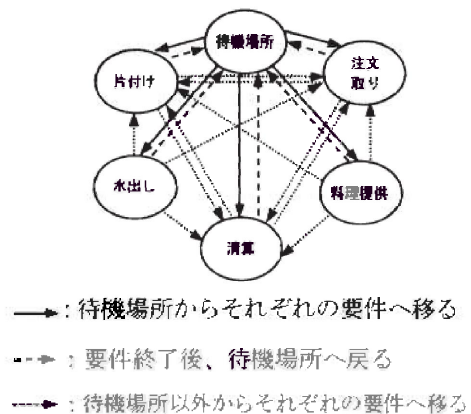 待機場所
片付け
注文
取り
水出し
料理提供
清算
：待機場所からそれぞれの要件へ移る
：要件終了後、待機場所へ戻る
：待機場所以外からそれぞれの要件へ移る